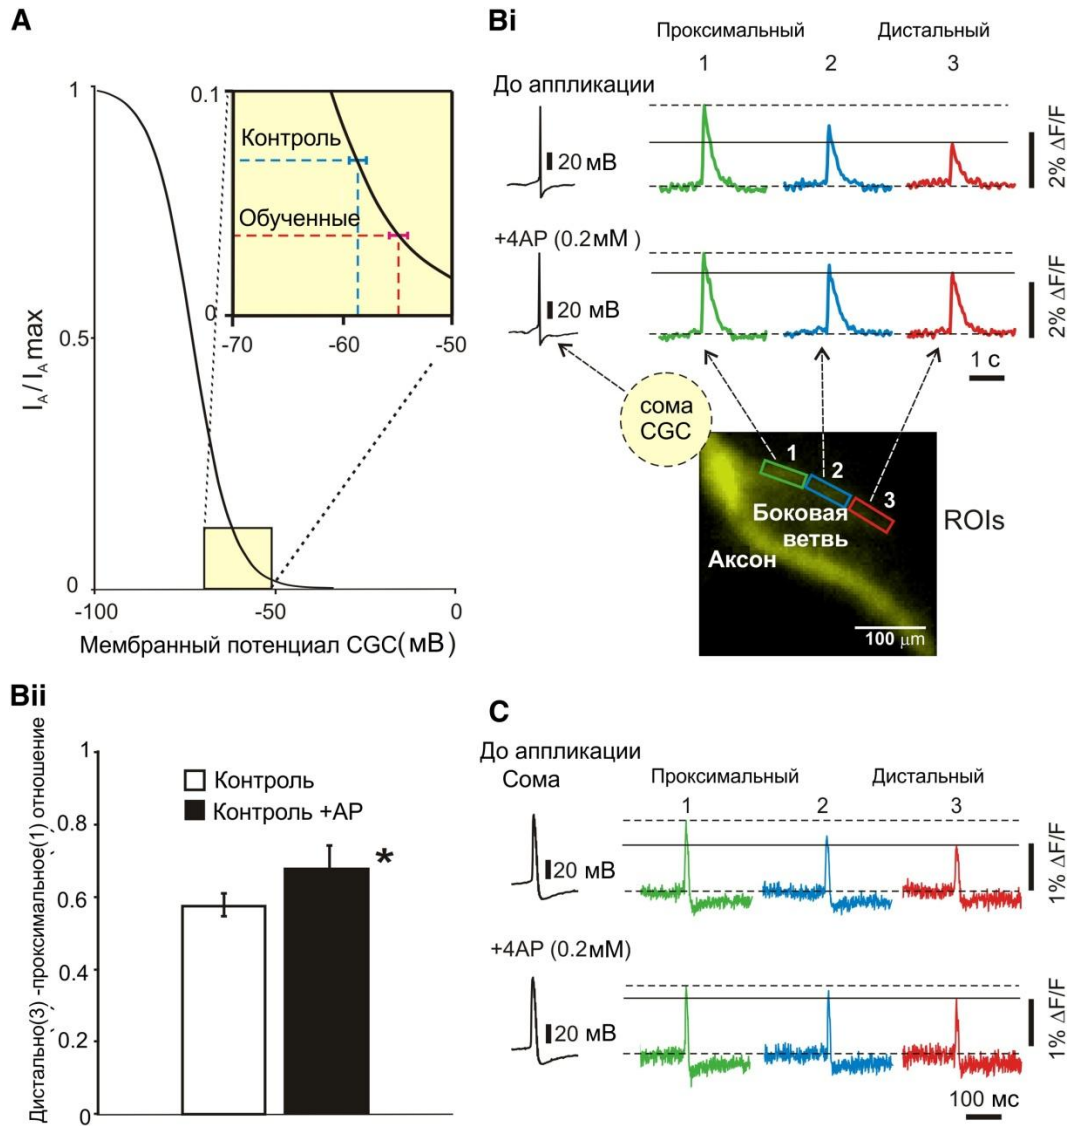 A
1
0.5
0
I_A / I_A max
-100
-50
0
Мембранный потенциал CGC(мВ)
0.1
Контроль
Обученные
0
-70
-60
-50
Bi
Проксимальный
Дистальный
1
2
3
До аппликации
20 мВ
2% ΔF/F
+4AP (0.2мМ )
20 мВ
2% ΔF/F
1 с
сома
CGC
1
2
3
Боковая
ветвь
Аксон
100 μm
ROIs
Bii
Дистально(3) -проксимальное(1) отношение
1
0.8
0.6
0.4
0.2
0
Контроль
Контроль +АР
*
C
До аппликации
Сома
Проксимальный
Дистальный
1
2
3
20 мВ
1% ΔF/F
+4AP (0.2мМ)
20 мВ
1% ΔF/F
100 мс